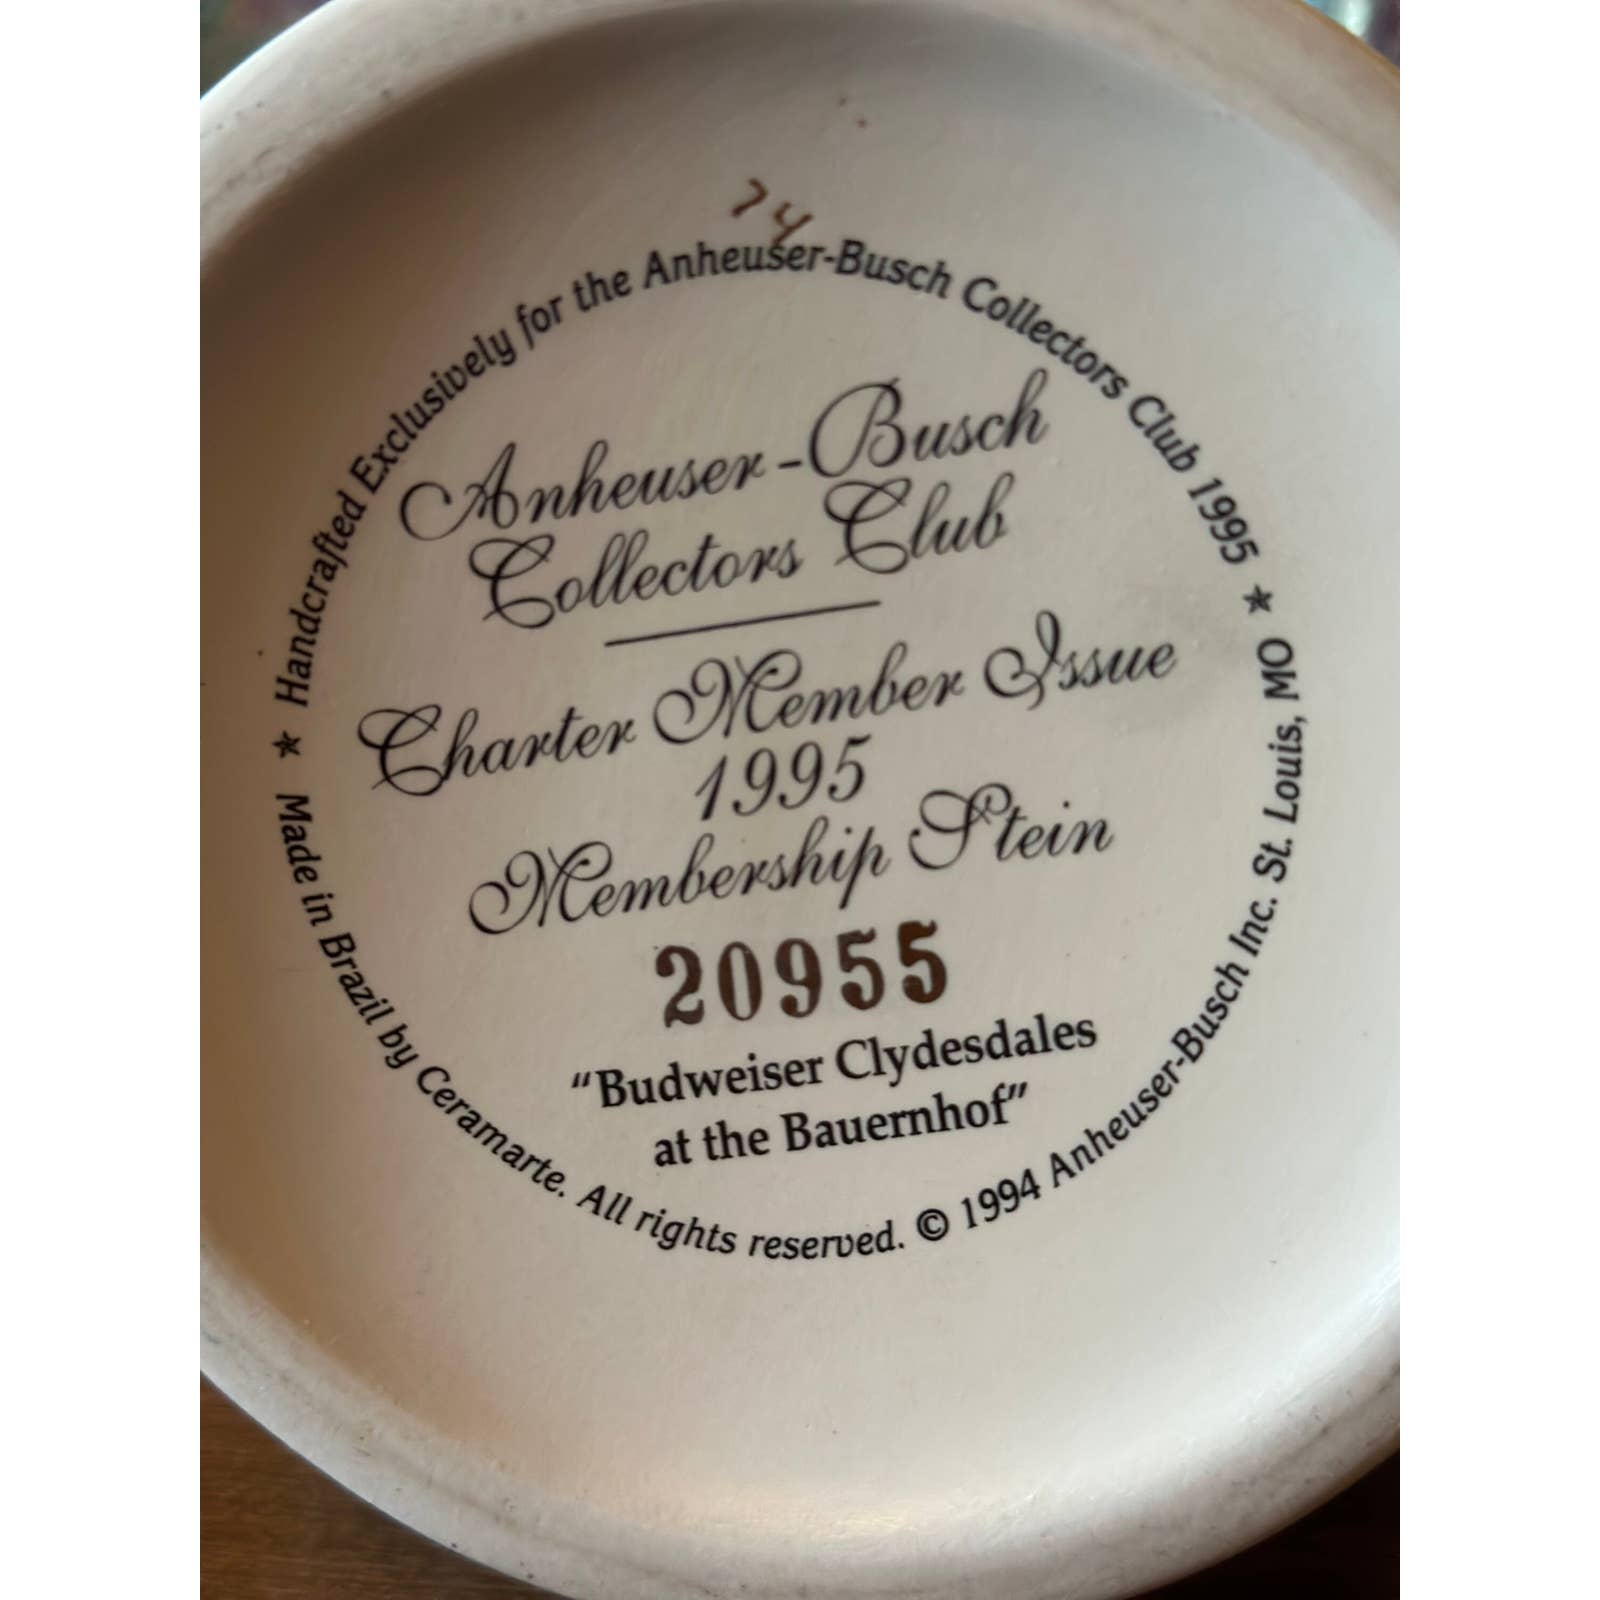 74
★ Handcrafted Exclusively for the Anheuser-Busch Collectors Club 1995 ★
Anheuser-Busch
Collectors Club
Charter Member Issue
1995
Membership Stein
20955
“Budweiser Clydesdales
at the Bauernhof”
Made in Brazil by Ceramarte. All rights reserved. © 1994 Anheuser-Busch Inc. St. Louis, MO